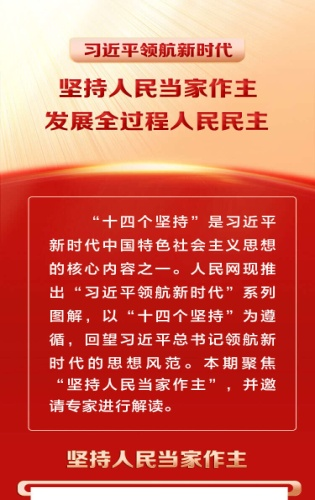 习近平领航新时代
坚持人民当家作主
发展全过程人民民主
“十四个坚持”是习近平
新时代中国特色社会主义思想
的核心内容之一。人民网现推
出“习近平领航新时代”系列
图解，以“十四个坚持”为遵
循，回望习近平总书记领航新
时代的思想风范。本期聚焦
“坚持人民当家作主”，并邀
请专家进行解读。
坚持人民当家作主